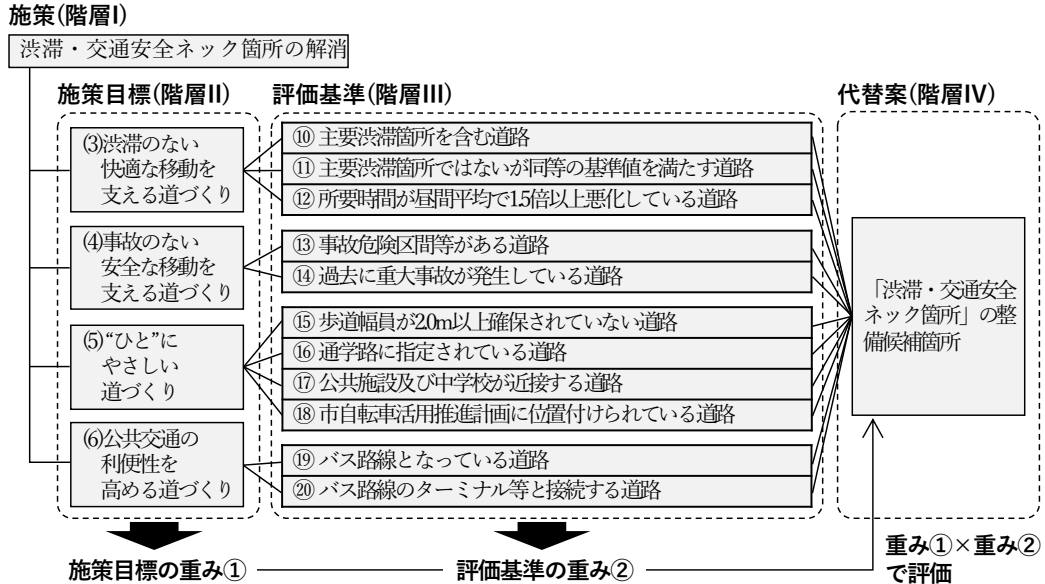 施策(階層I)
渋滞・交通安全ネック箇所の解消
施策目標(階層II)
評価基準(階層III)
代替案(階層IV)
(3)渋滞のない
快適な移動を
支える道づくり
⑩ 主要渋滞箇所を含む道路
⑪ 主要渋滞箇所ではないが同等の基準値を満たす道路
⑫ 所要時間が昼間平均で1.5倍以上悪化している道路
(4)事故のない
安全な移動を
支える道づくり
⑬ 事故危険区間等がある道路
⑭ 過去に重大事故が発生している道路
(5)“ひと”に
やさしい
道づくり
⑮ 歩道幅員が2.0m以上確保されていない道路
⑯ 通学路に指定されている道路
⑰ 公共施設及び中学校が近接する道路
⑱ 市自転車活用推進計画に位置付けられている道路
(6)公共交通の
利便性を
高める道づくり
⑲ バス路線となっている道路
⑳ バス路線のターミナル等と接続する道路
「渋滞・交通安全
ネック箇所」の整
備候補箇所
施策目標の重み①
評価基準の重み②
重み①×重み②
で評価